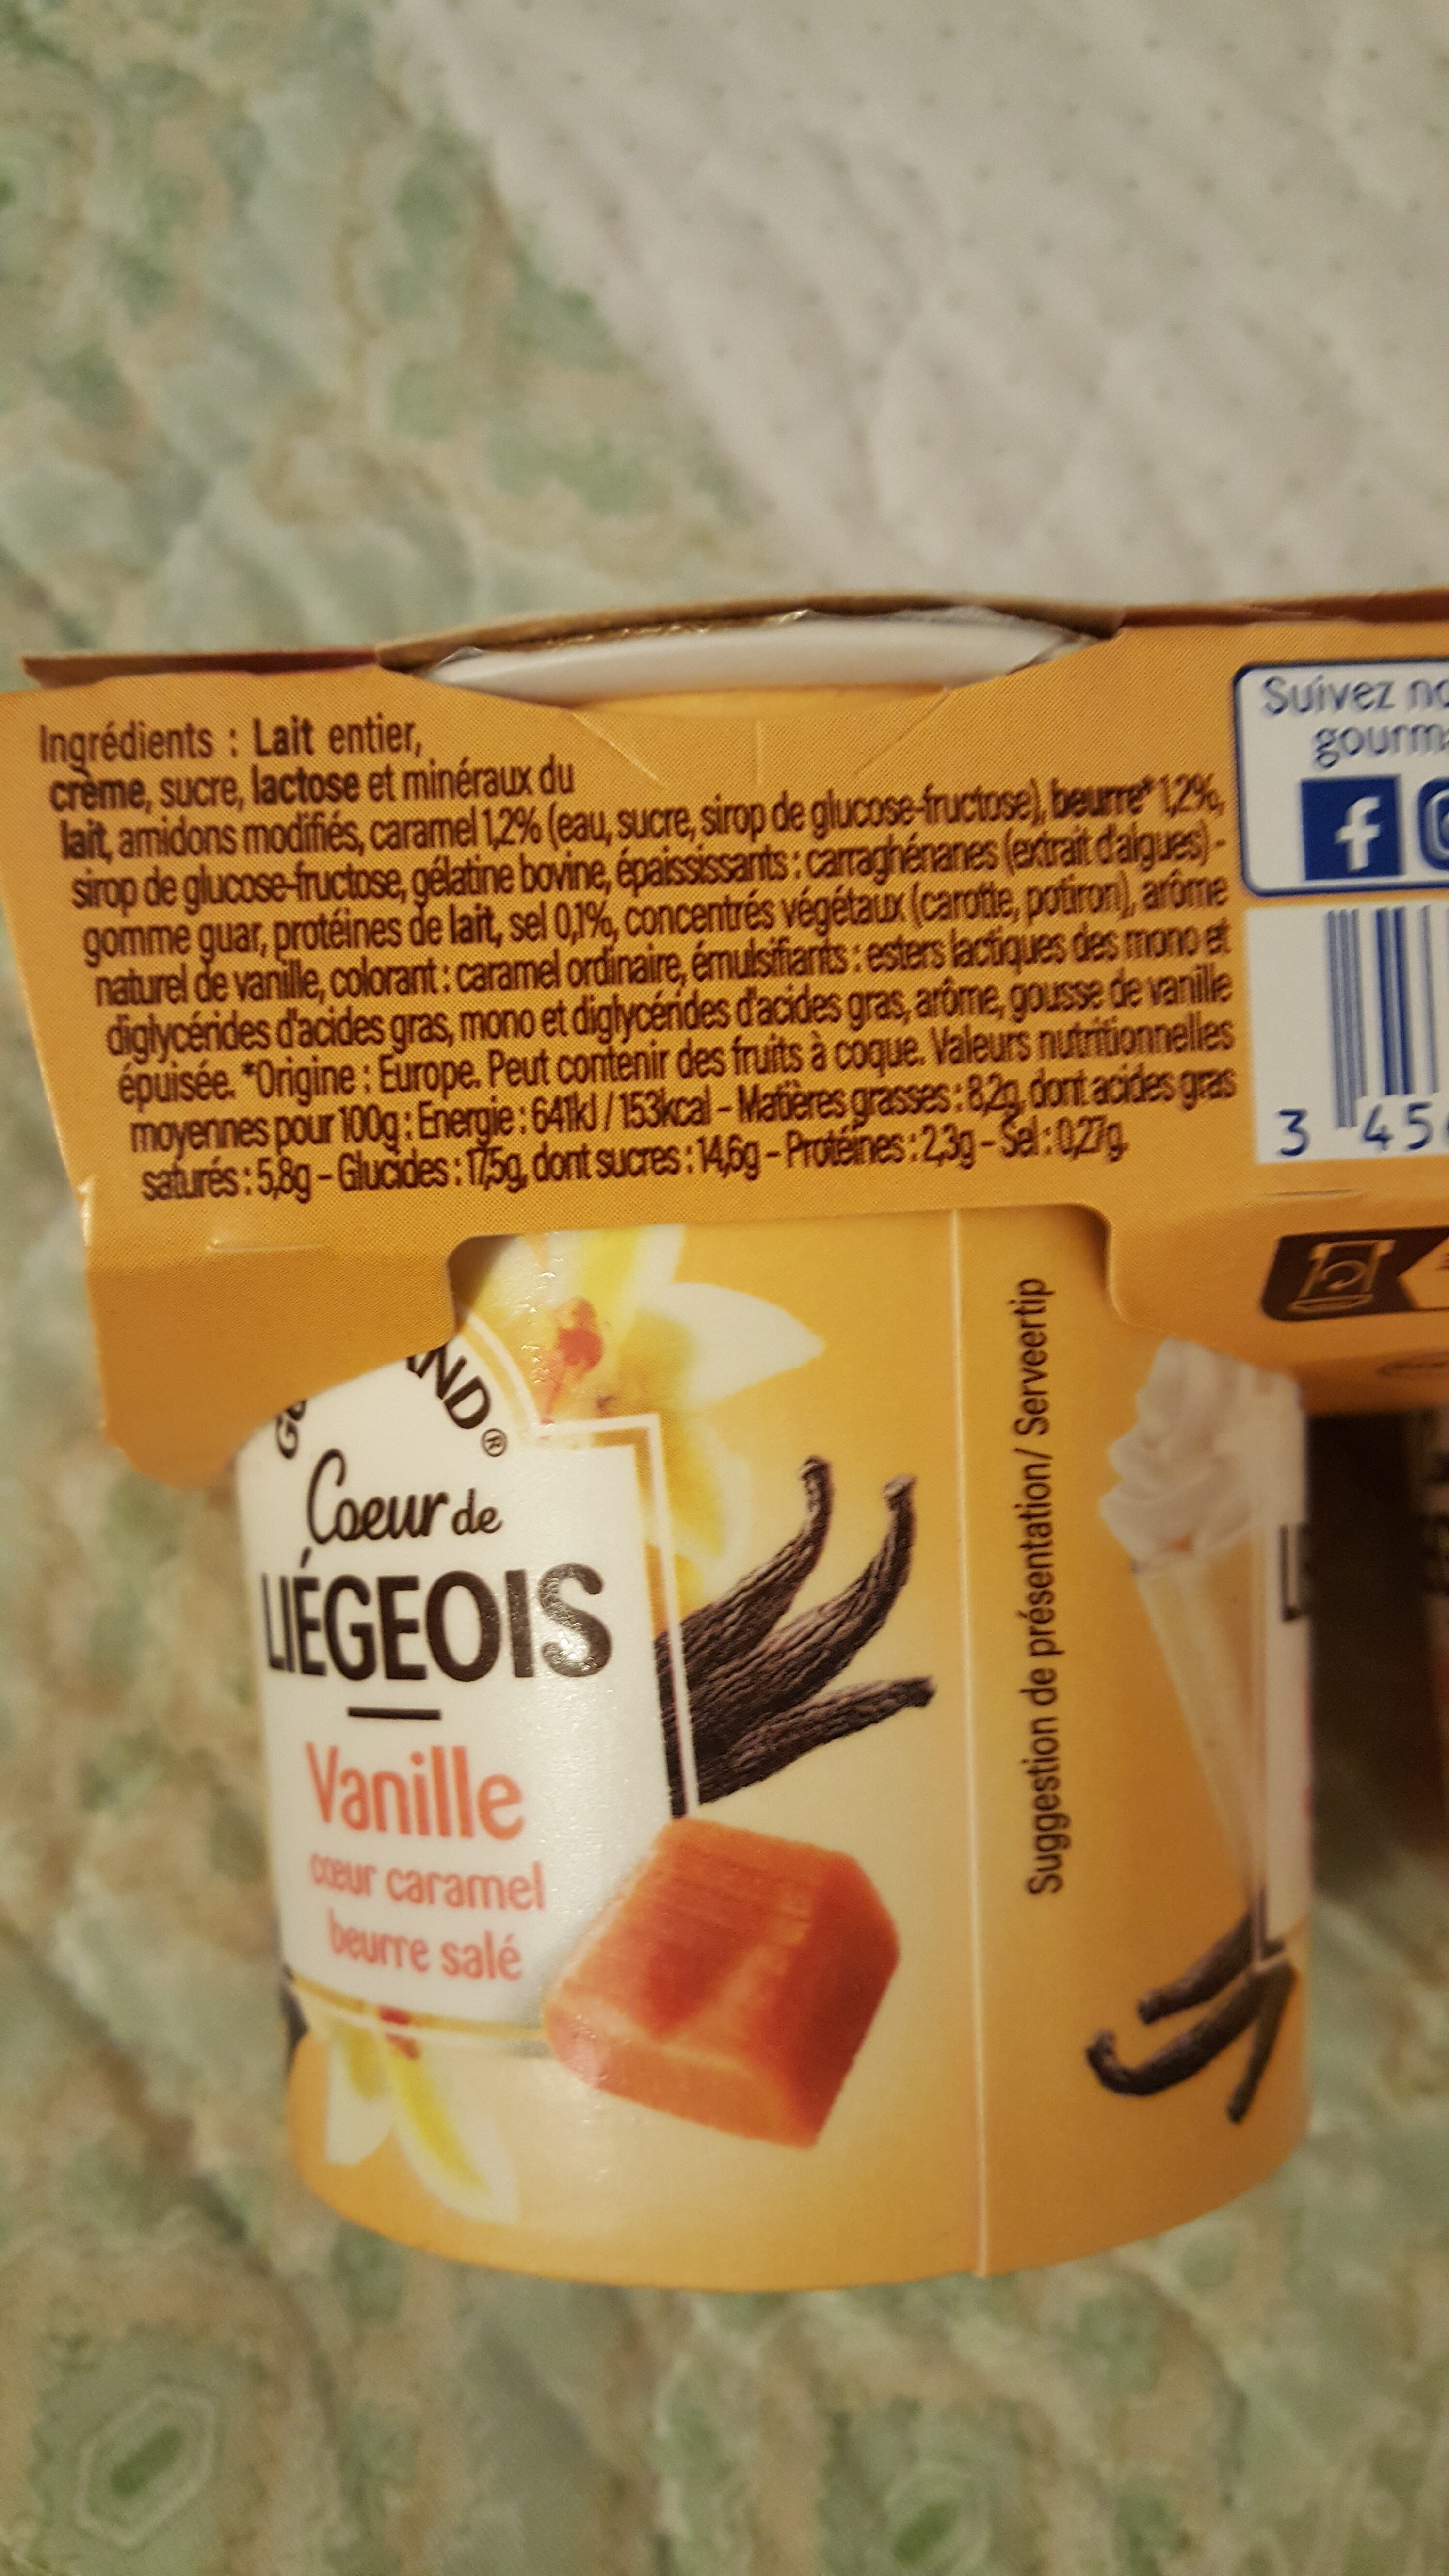 Ingrédients : Lait entier,
crème, sucre, lactose et minéraux du
lait, amidons modifiés, caramel 1,2% (eau, sucre, sirop de glucose-fructose), beurre* 1,2%,
sirop de glucose-fructose, gélatine bovine, épaississants : carraghénanes (extrait d'algues) -
gomme guar, protéines de lait, sel 0,1%, concentrés végétaux (carotte, potiron), arôme
naturel de vanille, colorant : caramel ordinaire, émulsifiants : esters lactiques des mono et
diglycérides d'acides gras, mono et diglycérides d'acides gras, arôme, gousse de vanille
épuisée. *Origine : Europe. Peut contenir des fruits à coque. Valeurs nutritionnelles
moyennes pour 100g : Energie : 641kJ / 153kcal - Matières grasses : 8,2g, dont acides gras
saturés : 5,8g - Glucides : 17,5g, dont sucres : 14,6g - Protéines : 2,3g - Sel : 0,27g.
Suivez
f
3 45
®
Coeur de
LIÉGEOIS
Vanille
cœur caramel
beurre salé
Suggestion de présentation/ Serveertip